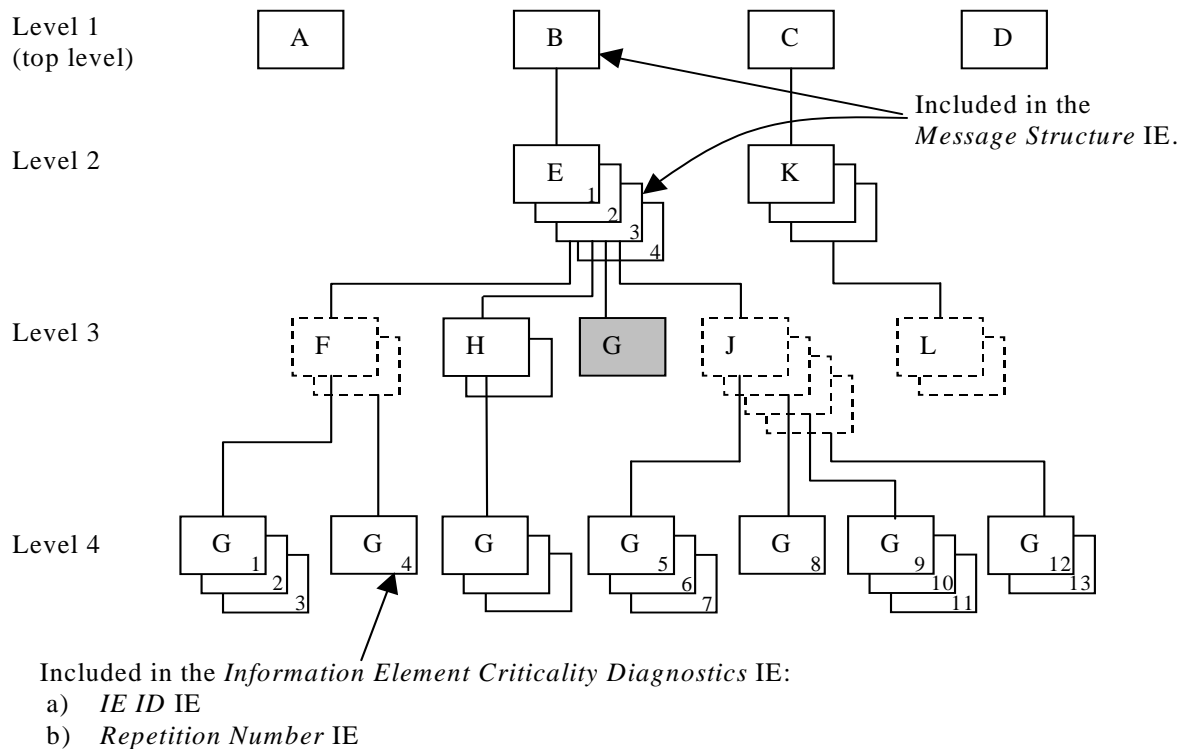 Level 1
(top level)
A
B
C
D
Included in the
Message Structure IE.
Level 2
E
1
2
3
4
K
Level 3
F
H
G
J
L
Level 4
G
1
2
3
G
4
G
G
5
6
7
G
8
G
9
10
11
G
12
13
Included in the Information Element Criticality Diagnostics IE:
a) IE ID IE
b) Repetition Number IE